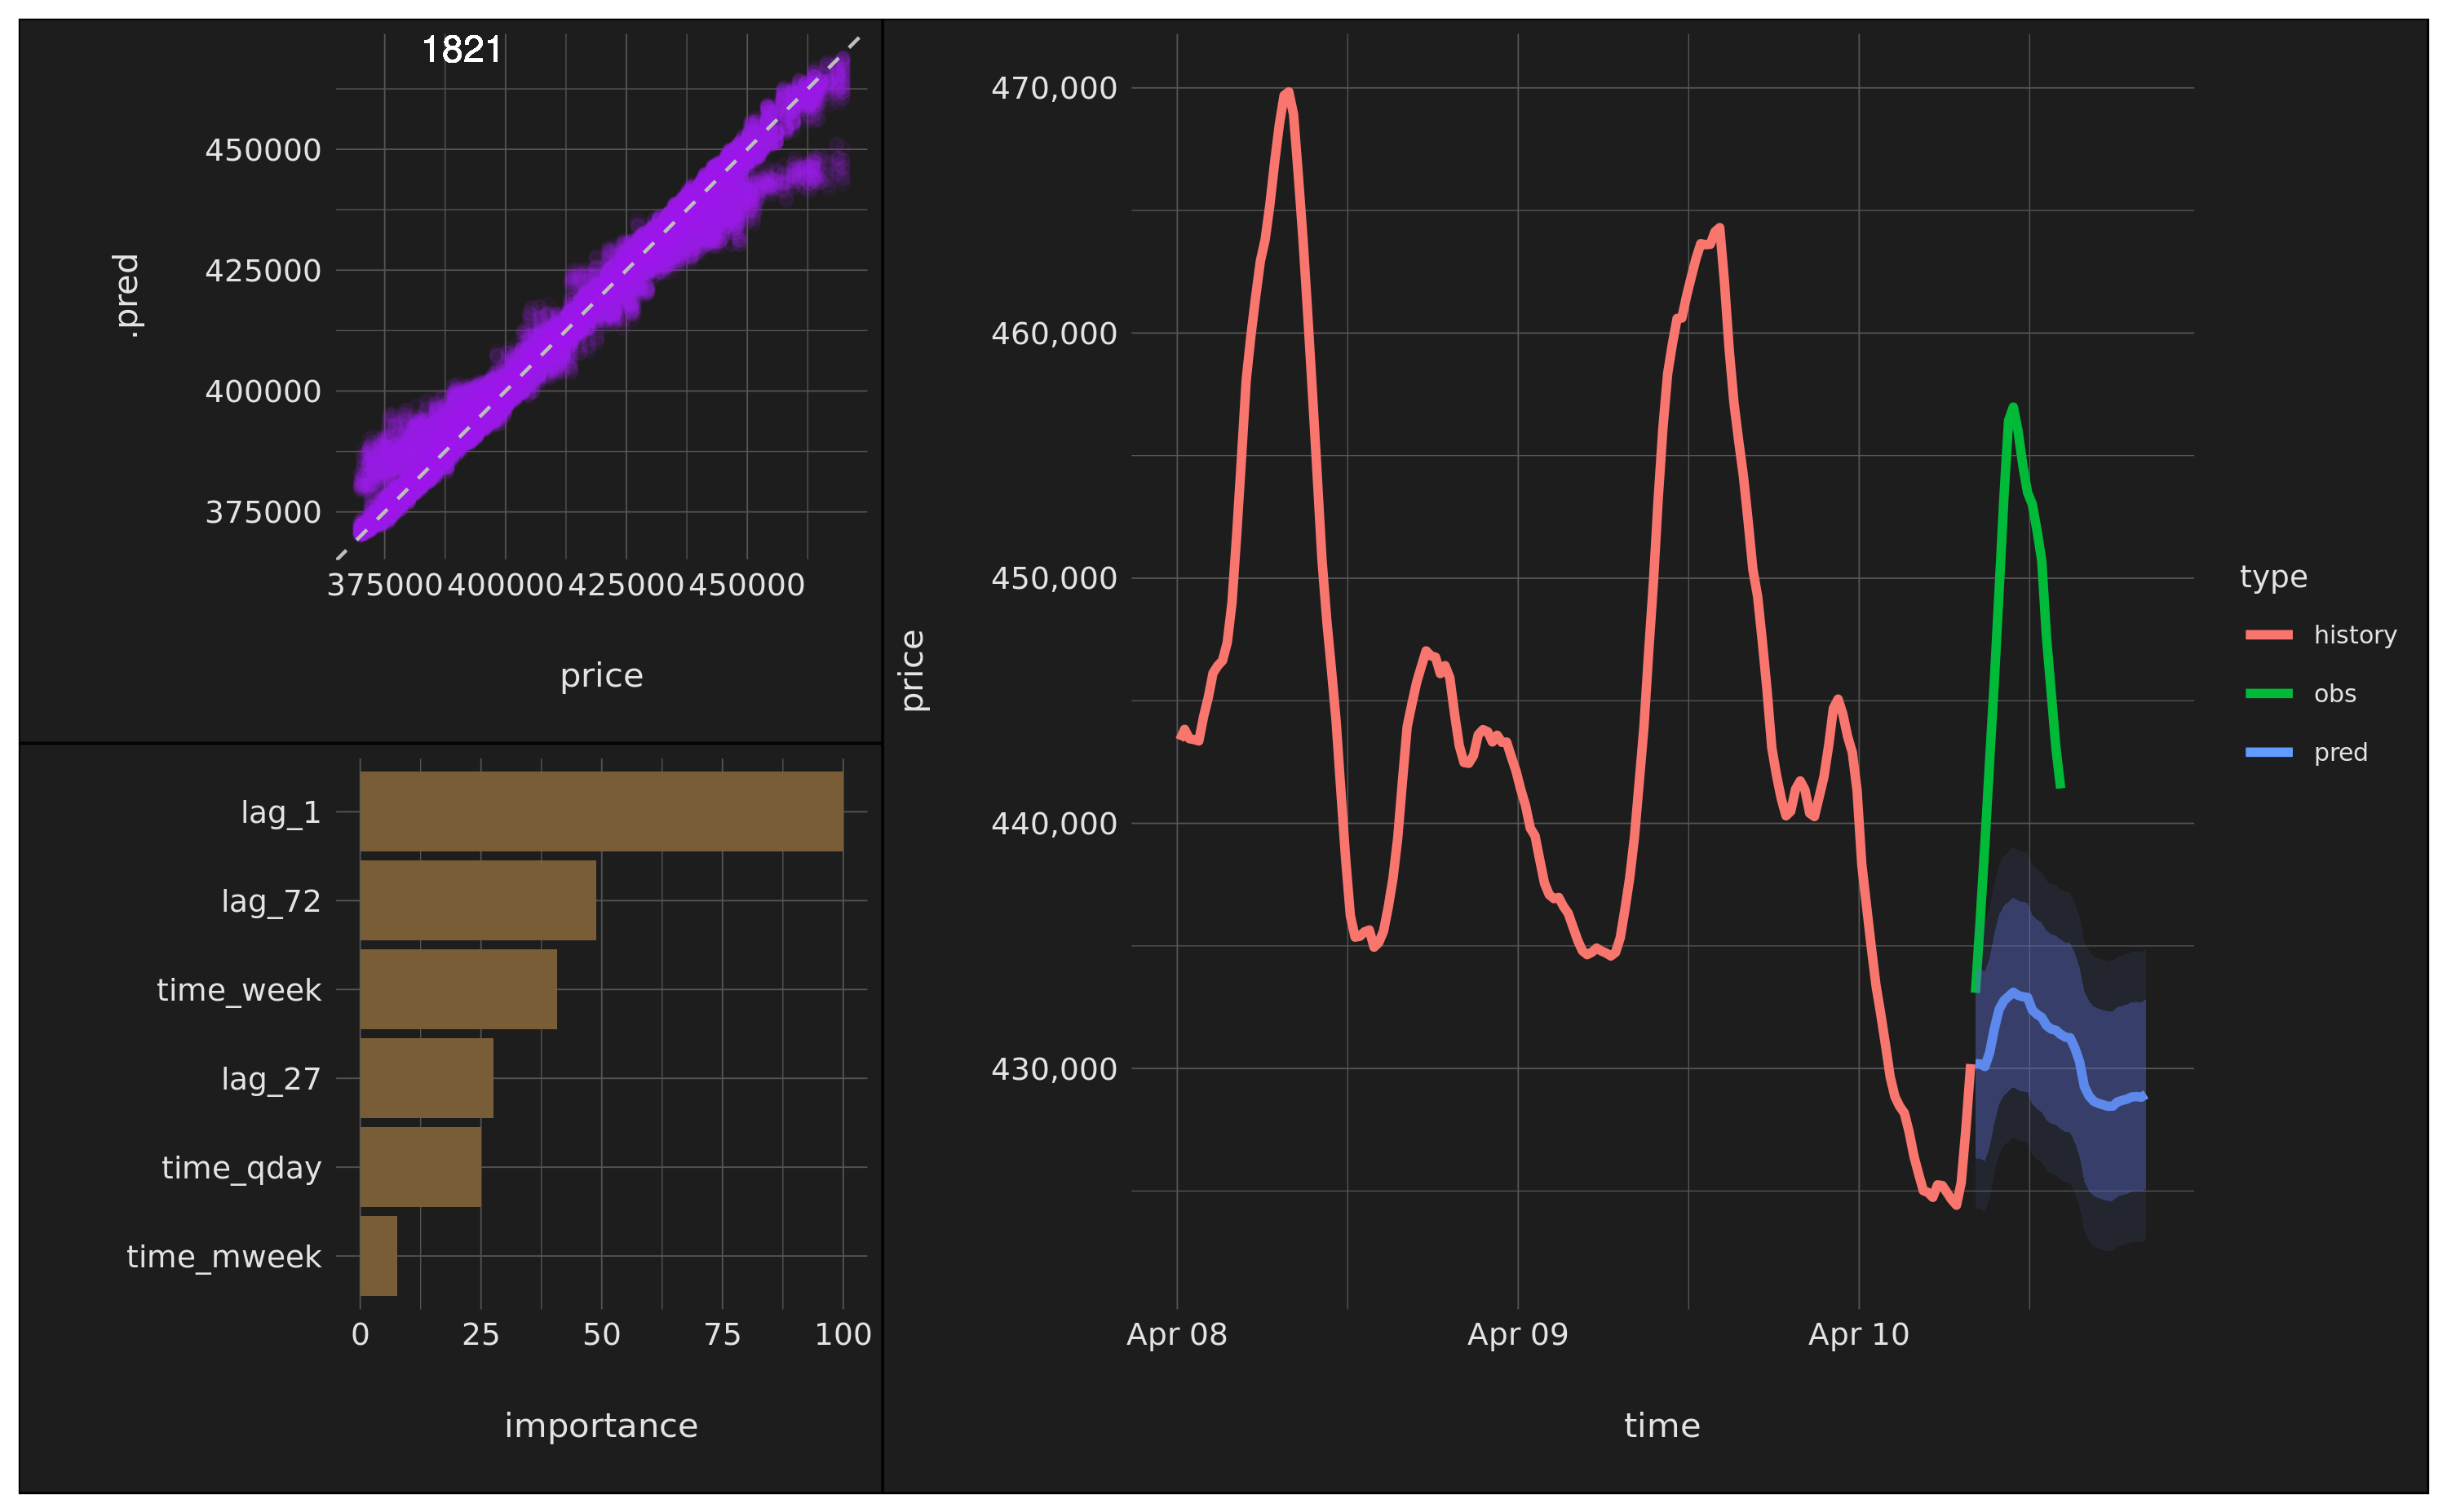 1821
.pred
450000
425000
400000
375000
375000 400000 425000 450000
price
lag_1
lag_72
time_week
lag_27
time_qday
time_mweek
0 25 50 75 100
importance
price
470,000
460,000
450,000
440,000
430,000
Apr 08 Apr 09 Apr 10
time
type
history
obs
pred